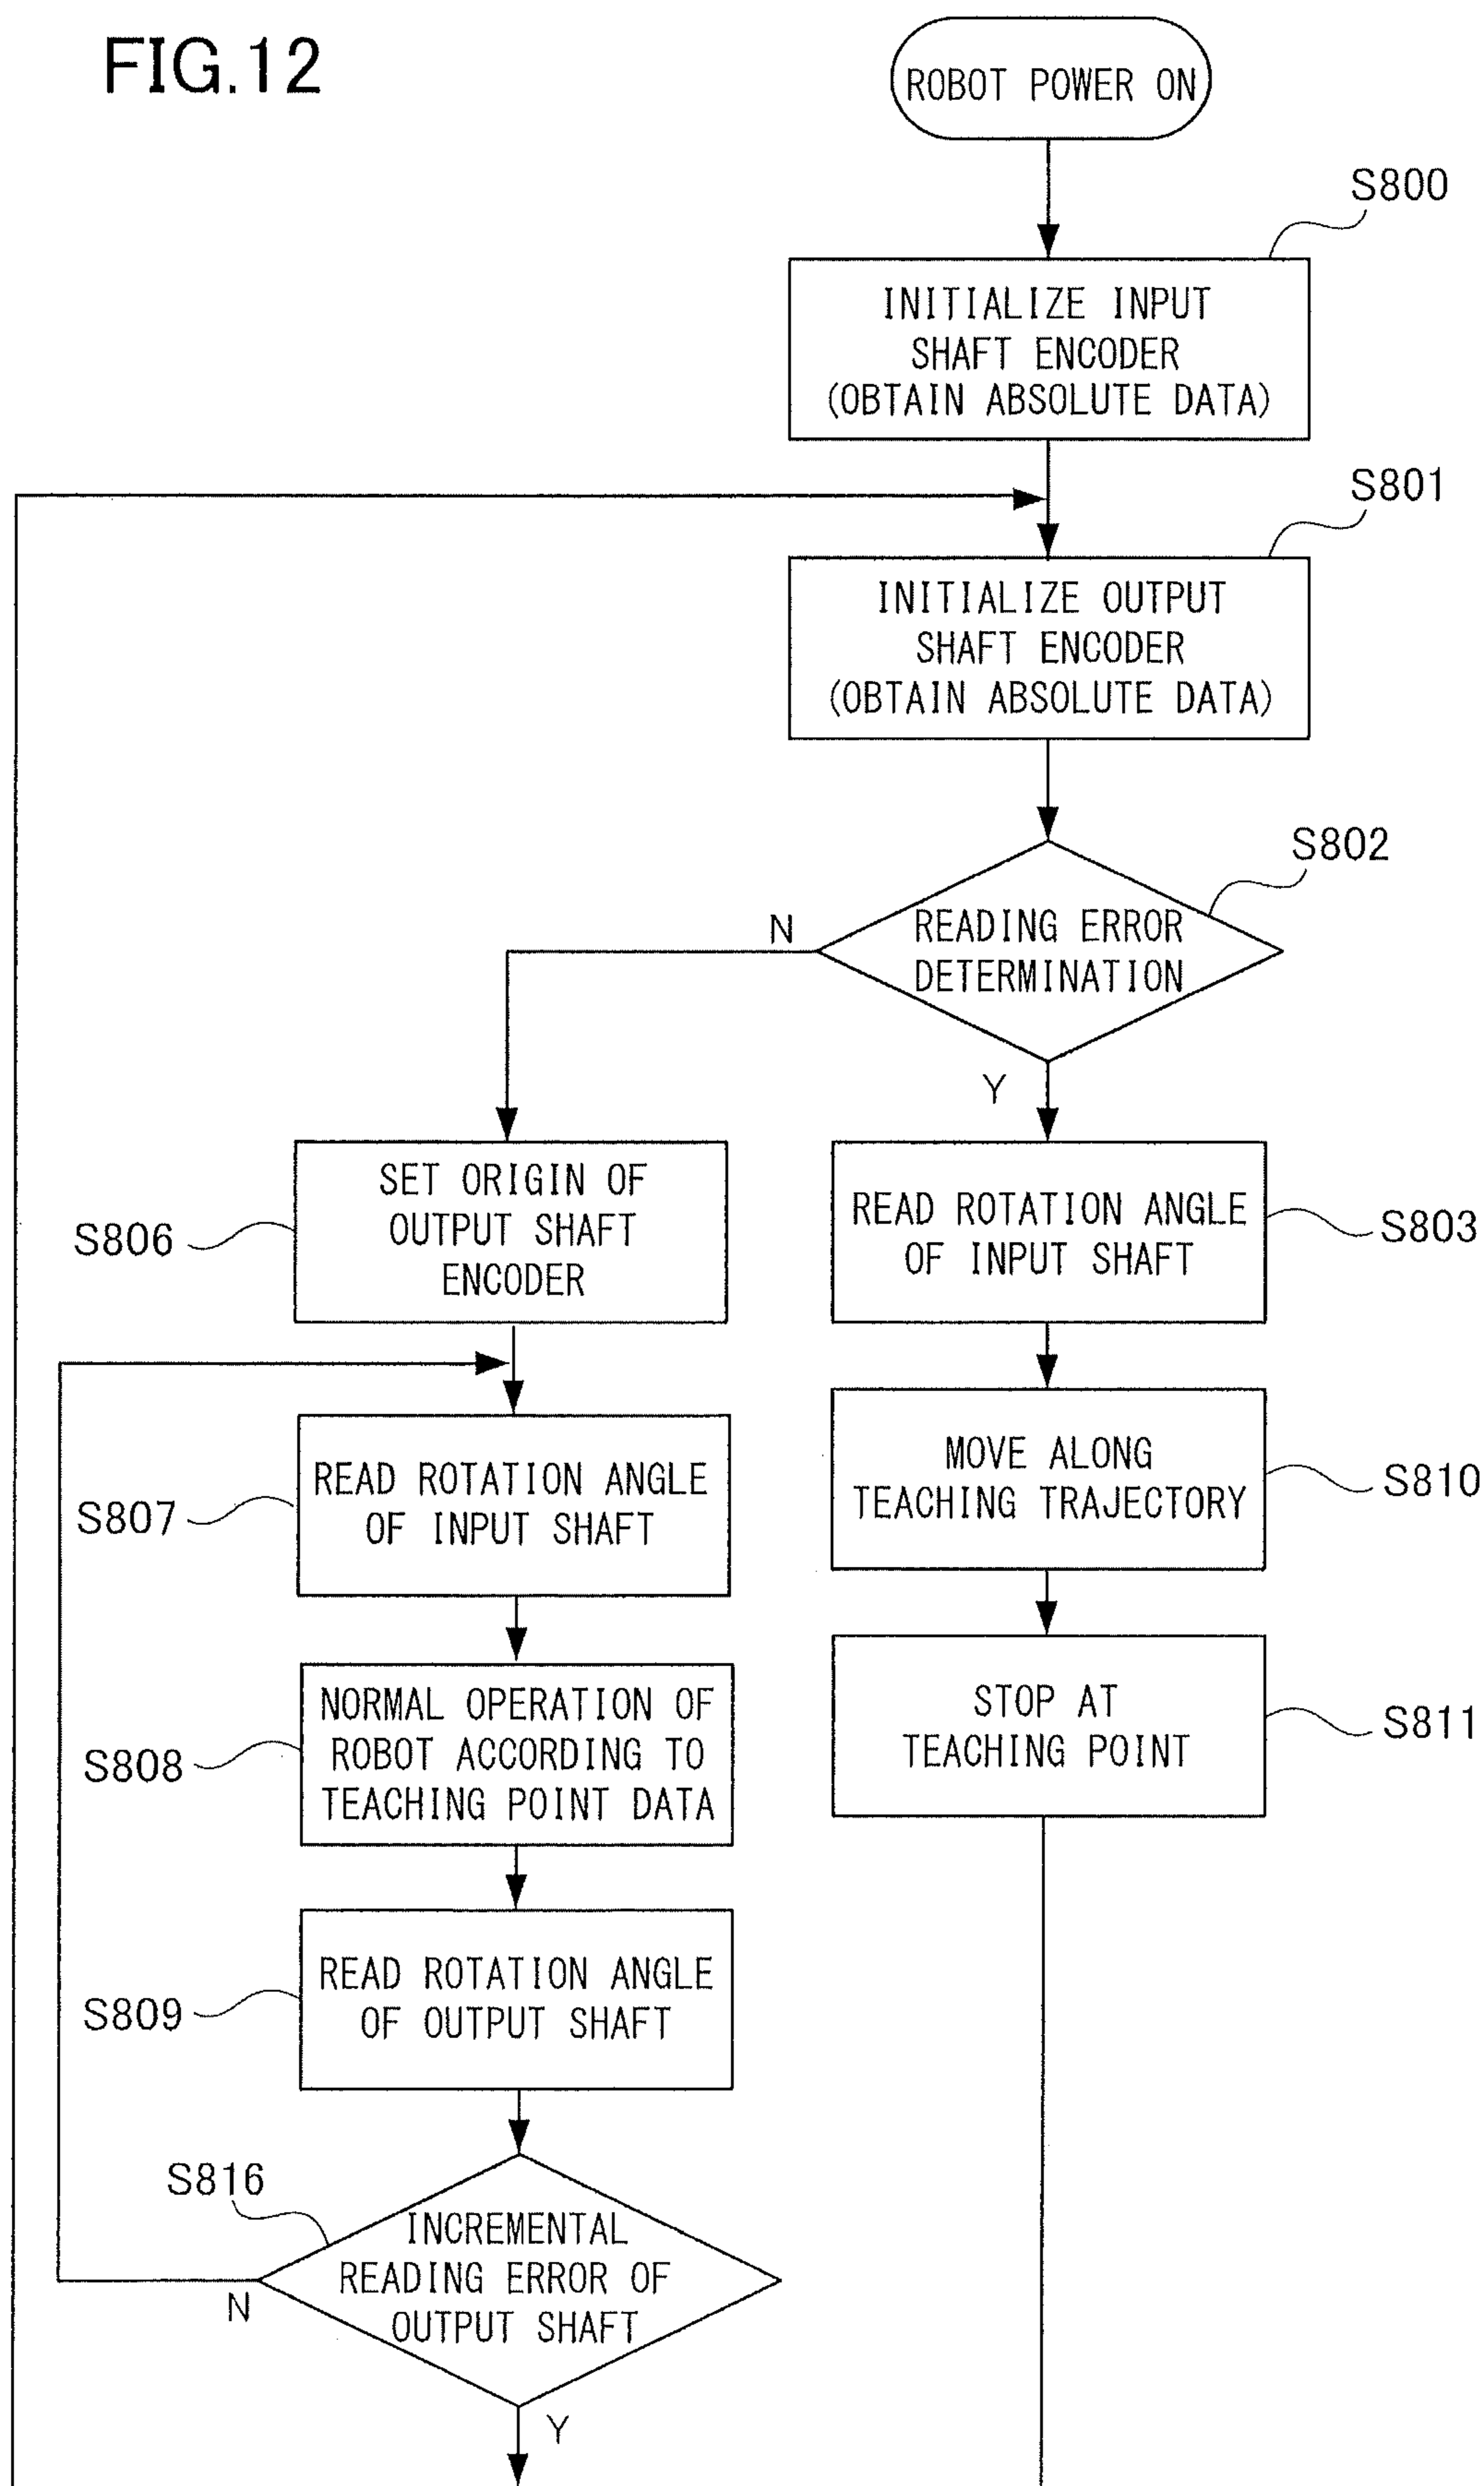 FIG.12
ROBOT POWER ON
S800
INITIALIZE INPUT
SHAFT ENCODER
(OBTAIN ABSOLUTE DATA)
S801
INITIALIZE OUTPUT
SHAFT ENCODER
(OBTAIN ABSOLUTE DATA)
S802
READING ERROR
DETERMINATION
N
Y
S806
SET ORIGIN OF
OUTPUT SHAFT
ENCODER
READ ROTATION ANGLE
OF INPUT SHAFT
S803
S807
READ ROTATION ANGLE
OF INPUT SHAFT
MOVE ALONG
TEACHING TRAJECTORY
S810
S808
NORMAL OPERATION OF
ROBOT ACCORDING TO
TEACHING POINT DATA
STOP AT
TEACHING POINT
S811
S809
READ ROTATION ANGLE
OF OUTPUT SHAFT
S816
INCREMENTAL
READING ERROR OF
OUTPUT SHAFT
N
Y